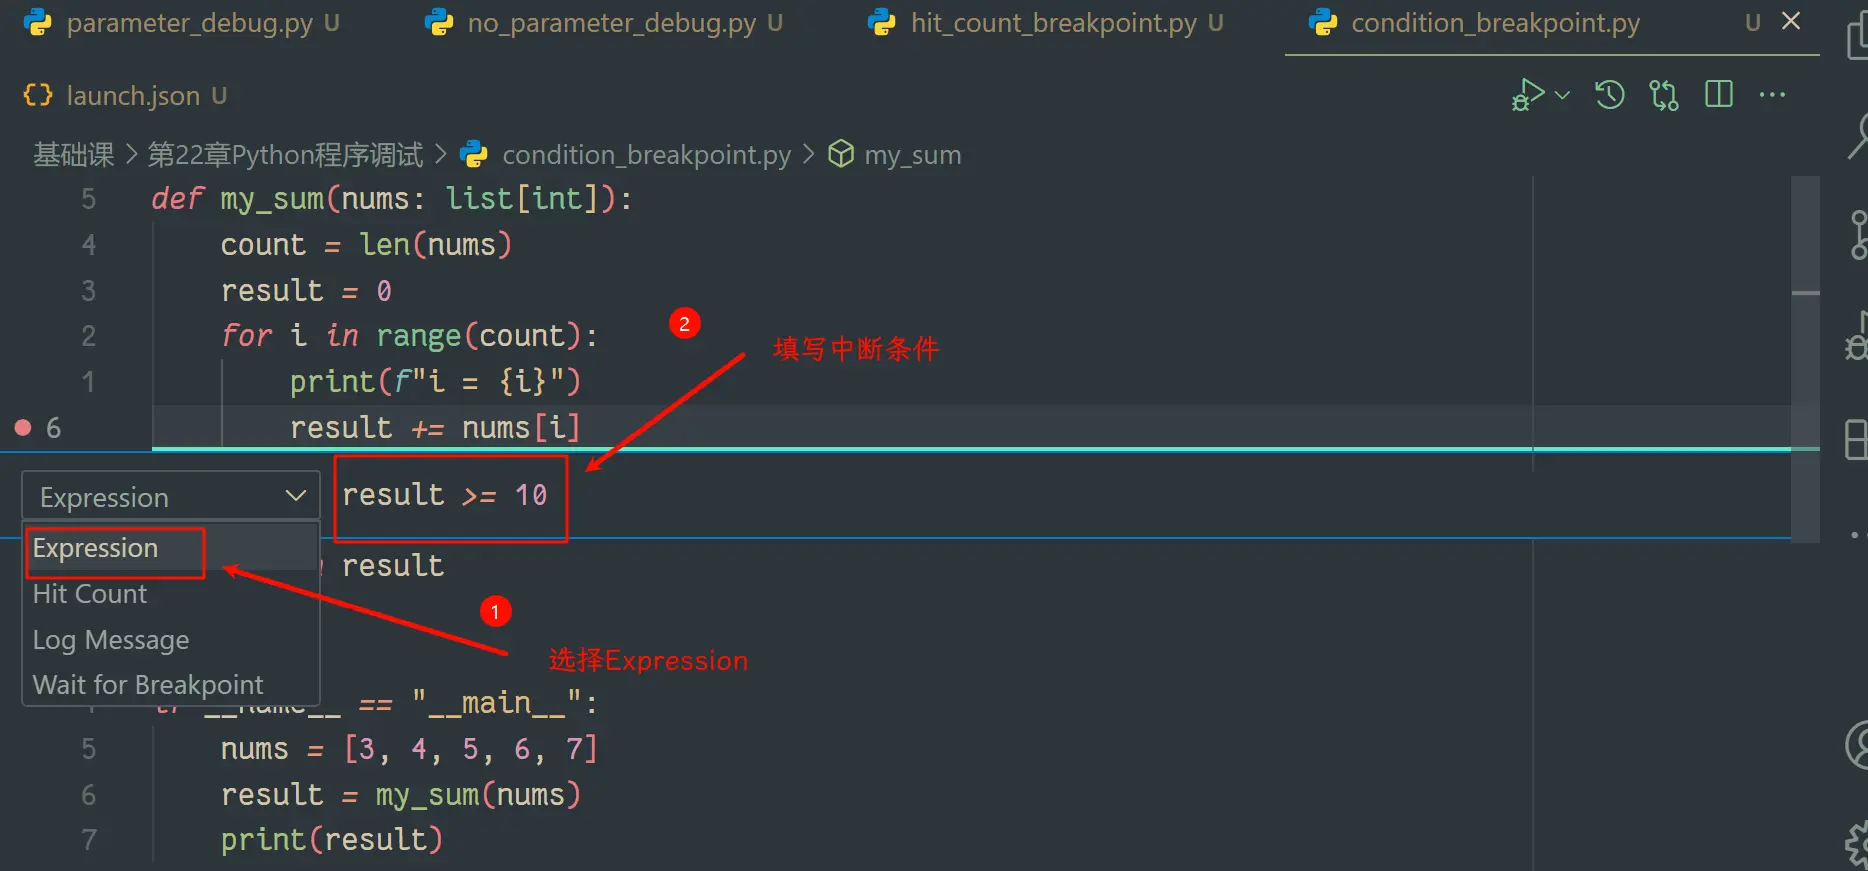 parameter_debug.py U
no_parameter_debug.py U
hit_count_breakpoint.py U
condition_breakpoint.py U
launch.json U
基础课 > 第22章Python程序调试 > condition_breakpoint.py > my_sum
5 def my_sum(nums: list[int]):
4 count = len(nums)
3 result = 0
2 for i in range(count):
2
填写中断条件
1 print(f"i = {i}")
6 result += nums[i]
Expression
result >= 10
Expression
result
Hit Count
1
Log Message
选择Expression
Wait for Breakpoint
__name__ == "__main__":
5 nums = [3, 4, 5, 6, 7]
6 result = my_sum(nums)
7 print(result)